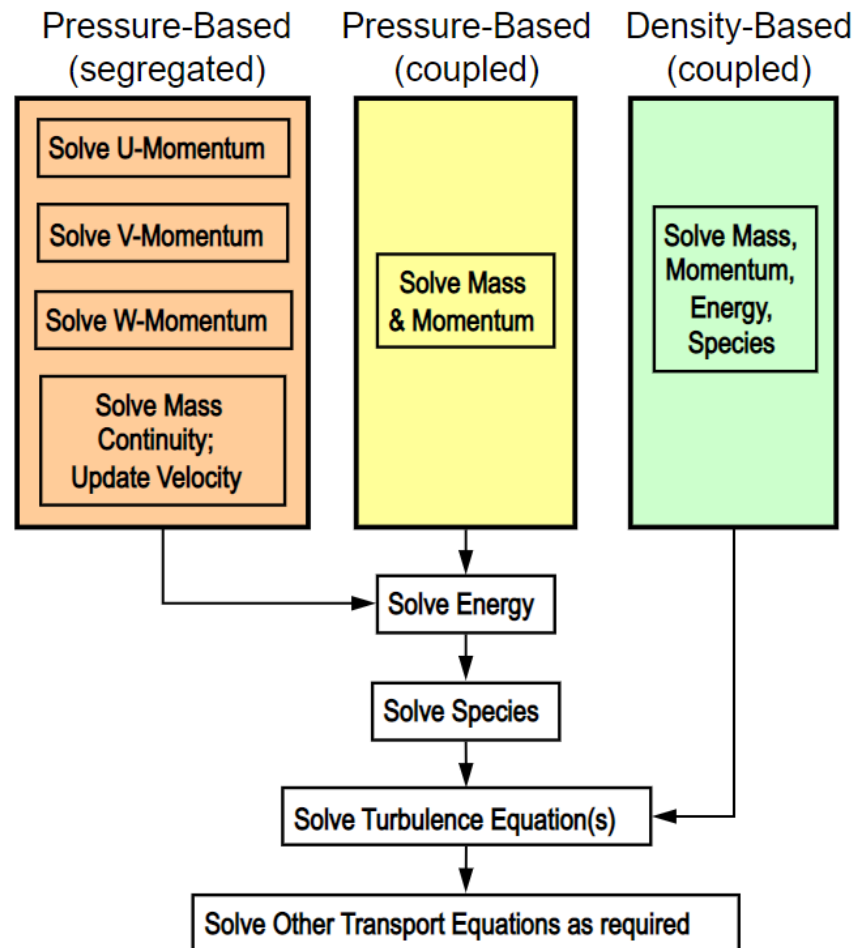 Pressure-Based
(segregated)
Pressure-Based
(coupled)
Density-Based
(coupled)
Solve U-Momentum
Solve V-Momentum
Solve W-Momentum
Solve Mass
Continuity;
Update Velocity
Solve Mass
& Momentum
Solve Mass,
Momentum,
Energy,
Species
Solve Energy
Solve Species
Solve Turbulence Equation(s)
Solve Other Transport Equations as required